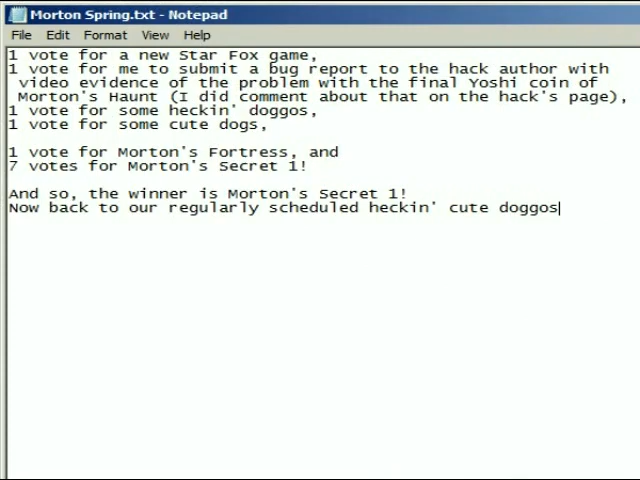 Morton Spring.txt - Notepad
File Edit Format View Help
1 vote for a new Star Fox game,
1 vote for me to submit a bug report to the hack author with
video evidence of the problem with the final Yoshi coin of
Morton's Haunt (I did comment about that on the hack's page),
1 vote for some heckin' doggos,
1 vote for some cute dogs,
1 vote for Morton's Fortress, and
7 votes for Morton's Secret 1!
And so, the winner is Morton's Secret 1!
Now back to our regularly scheduled heckin' cute doggos